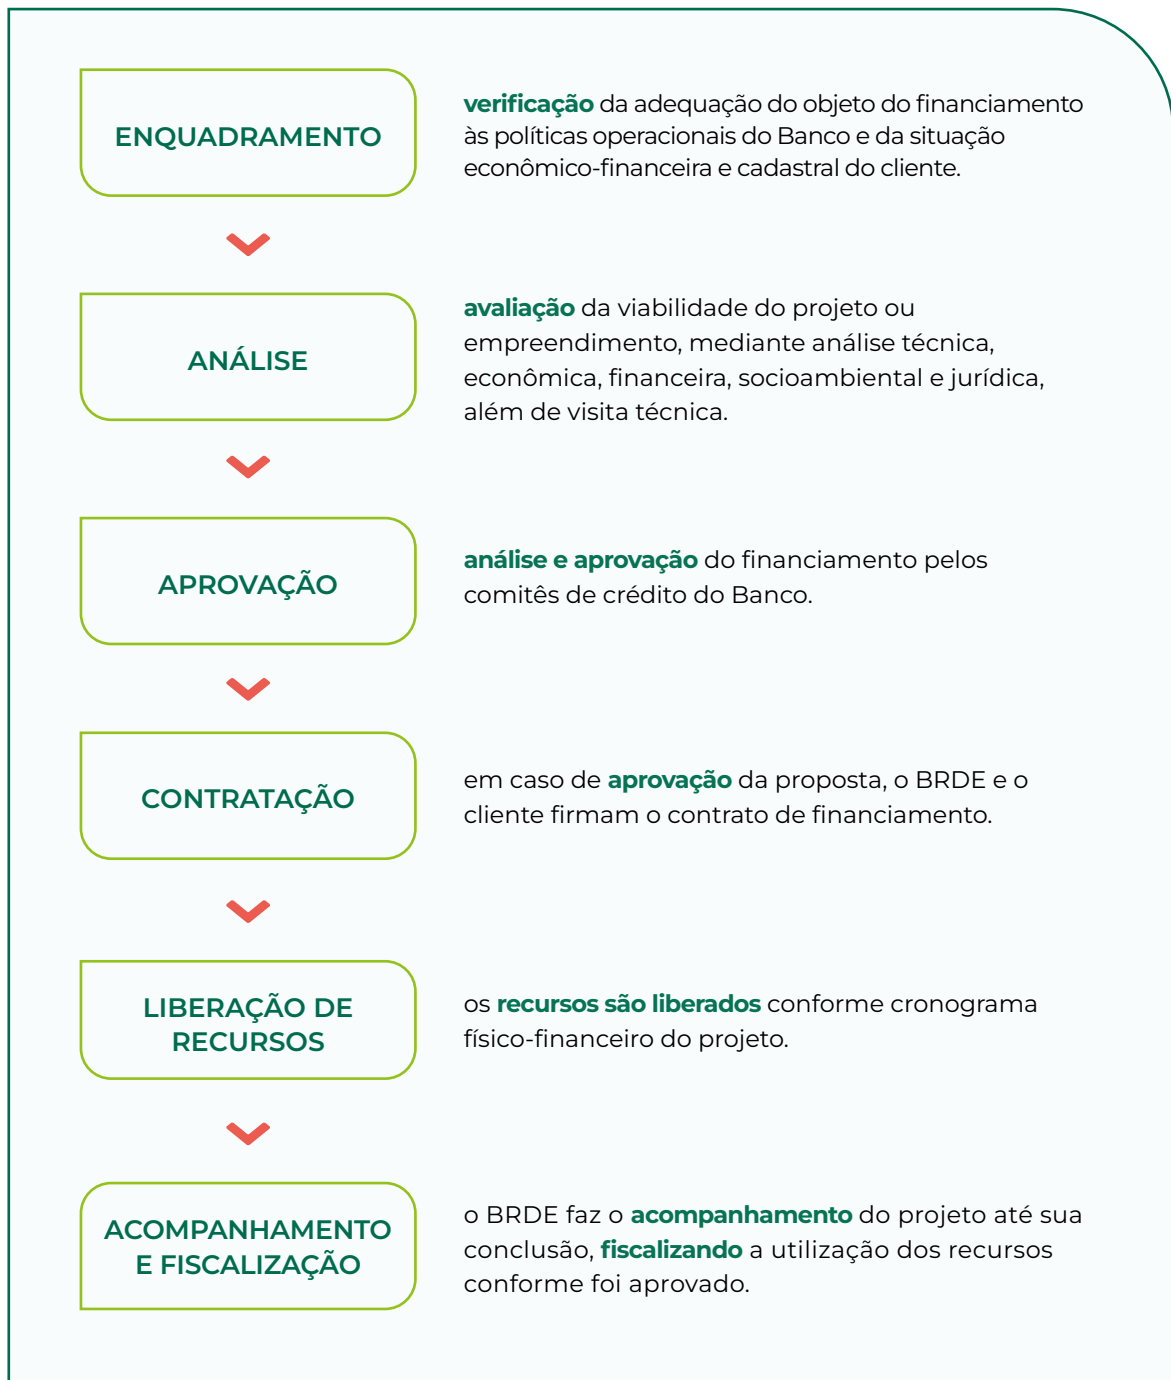 ENQUADRAMENTO
verificação da adequação do objeto do financiamento
às políticas operacionais do Banco e da situação
econômico-financeira e cadastral do cliente.
ANÁLISE
avaliação da viabilidade do projeto ou
empreendimento, mediante análise técnica,
econômica, financeira, socioambiental e jurídica,
além de visita técnica.
APROVAÇÃO
análise e aprovação do financiamento pelos
comitês de crédito do Banco.
CONTRATAÇÃO
em caso de aprovação da proposta, o BRDE e o
cliente firmam o contrato de financiamento.
LIBERAÇÃO DE
RECURSOS
os recursos são liberados conforme cronograma
físico-financeiro do projeto.
ACOMPANHAMENTO
E FISCALIZAÇÃO
o BRDE faz o acompanhamento do projeto até sua
conclusão, fiscalizando a utilização dos recursos
conforme foi aprovado.